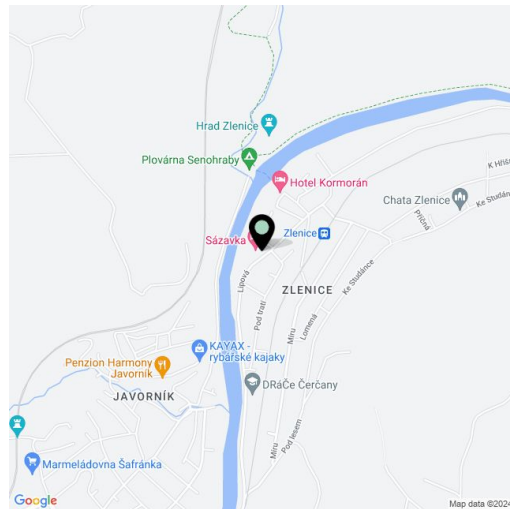 Hrad Zlenice
Plovárna Senohraby
Hotel Kormorán
K Hřiš
Chata Zlenice
Příčná
Ke Studánce
Sázavka
Zlenice
ZLENICE
Ke Studánce
Lipová
Pod tratí
Míru
Lomená
KAYAX -
rybářské kajaky
Penzion Harmony
Javorník
DRáČe Čerčany
JAVORNÍK
Míru
Pod lesem
Marmeládovna Šafránka
Google
Map data ©2024